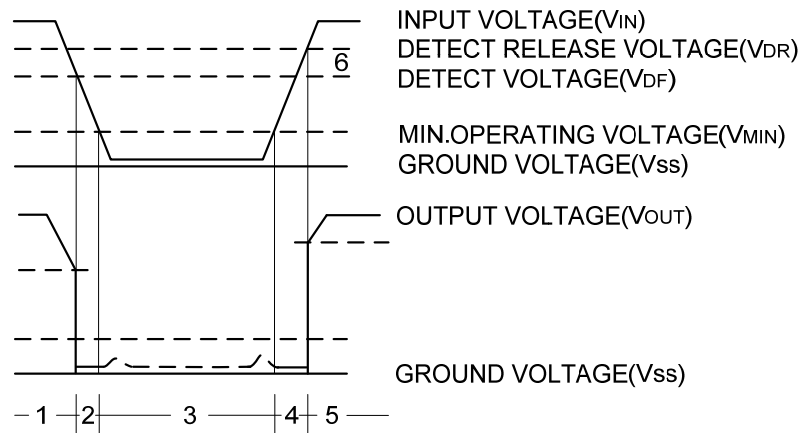 INPUT VOLTAGE(VIN)
DETECT RELEASE VOLTAGE(VDR)
6
DETECT VOLTAGE(VDF)
MIN.OPERATING VOLTAGE(VMIN)
GROUND VOLTAGE(Vss)
OUTPUT VOLTAGE(VOUT)
GROUND VOLTAGE(Vss)
1 2 3 4 5